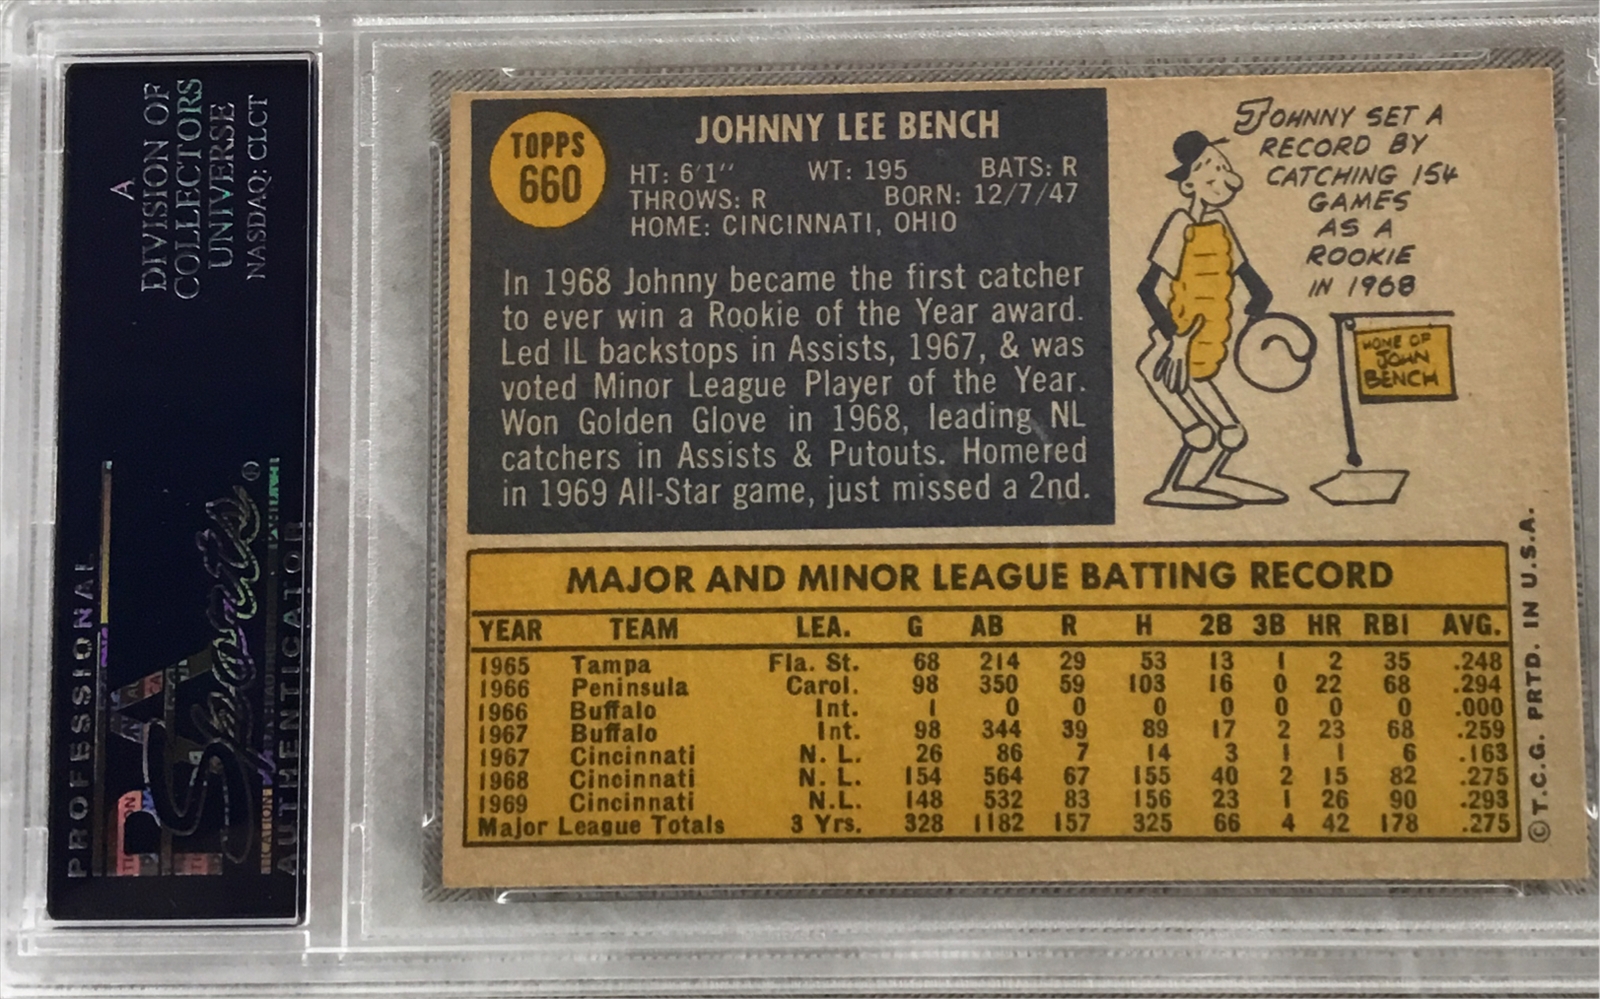 A
DIVISION OF
COLLECTORS
UNIVERSE
NASDAQ: CLCT
PROFESSIONAL
PSA
Sports®
AUTHENTICATOR
TOPPS
660
JOHNNY LEE BENCH
HT: 6'1" WT: 195 BATS: R
THROWS: R BORN: 12/7/47
HOME: CINCINNATI, OHIO
In 1968 Johnny became the first catcher
to ever win a Rookie of the Year award.
Led IL backstops in Assists, 1967, & was
voted Minor League Player of the Year.
Won Golden Glove in 1968, leading NL
catchers in Assists & Putouts. Homered
in 1969 All-Star game, just missed a 2nd.
JOHNNY SET A
RECORD BY
CATCHING 154
GAMES
AS A
ROOKIE
IN 1968
HOME OF
JOHN
BENCH
MAJOR AND MINOR LEAGUE BATTING RECORD
YEAR TEAM LEA. G AB R H 2B 3B HR RBI AVG.
1965 Tampa Fla. St. 68 214 29 53 13 1 2 35 .248
1966 Peninsula Carol. 98 350 59 103 16 0 22 68 .294
1966 Buffalo Int. 1 0 0 0 0 0 0 0 .000
1967 Buffalo Int. 98 344 39 89 17 2 23 68 .259
1967 Cincinnati N. L. 26 86 7 14 3 1 1 6 .163
1968 Cincinnati N. L. 154 564 67 155 40 2 15 82 .275
1969 Cincinnati N.L. 148 532 83 156 23 1 26 90 .293
Major League Totals 3 Yrs. 328 1182 157 325 66 4 42 178 .275
©T.C.G. PRTD. IN U.S.A.